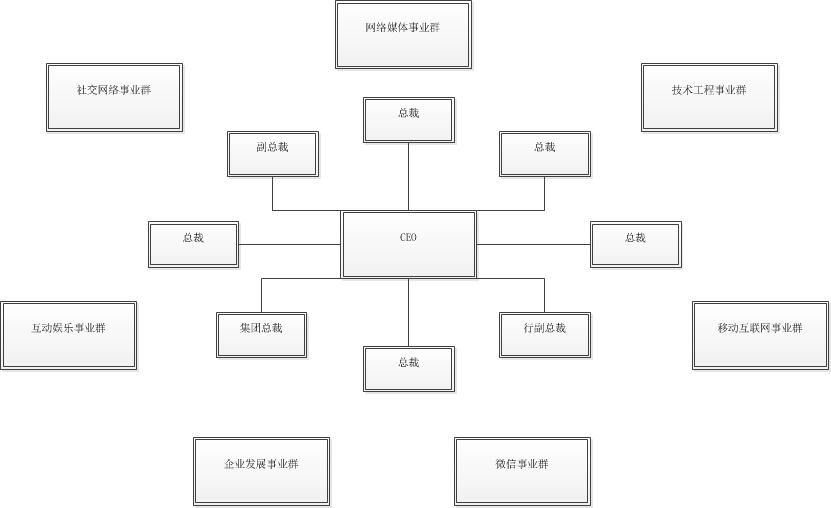 网络媒体事业群
社交网络事业群
技术工程事业群
总裁
副总裁
总裁
总裁
CEO
总裁
互动娱乐事业群
集团总裁
行副总裁
移动互联网事业群
总裁
企业发展事业群
微信事业群